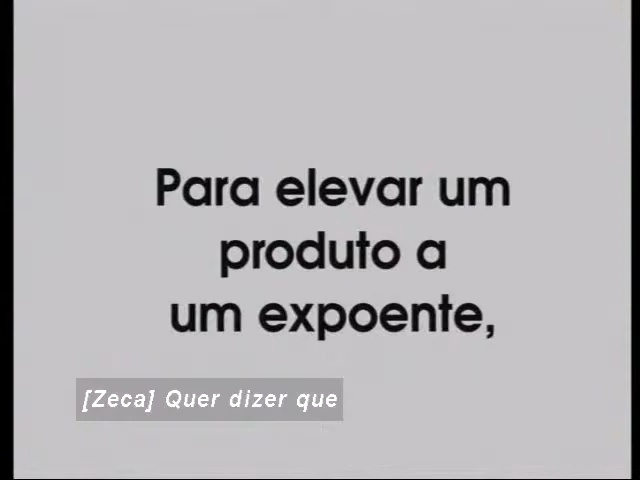 Para elevar um
produto a
um expoente,
[Zeca] Quer dizer que